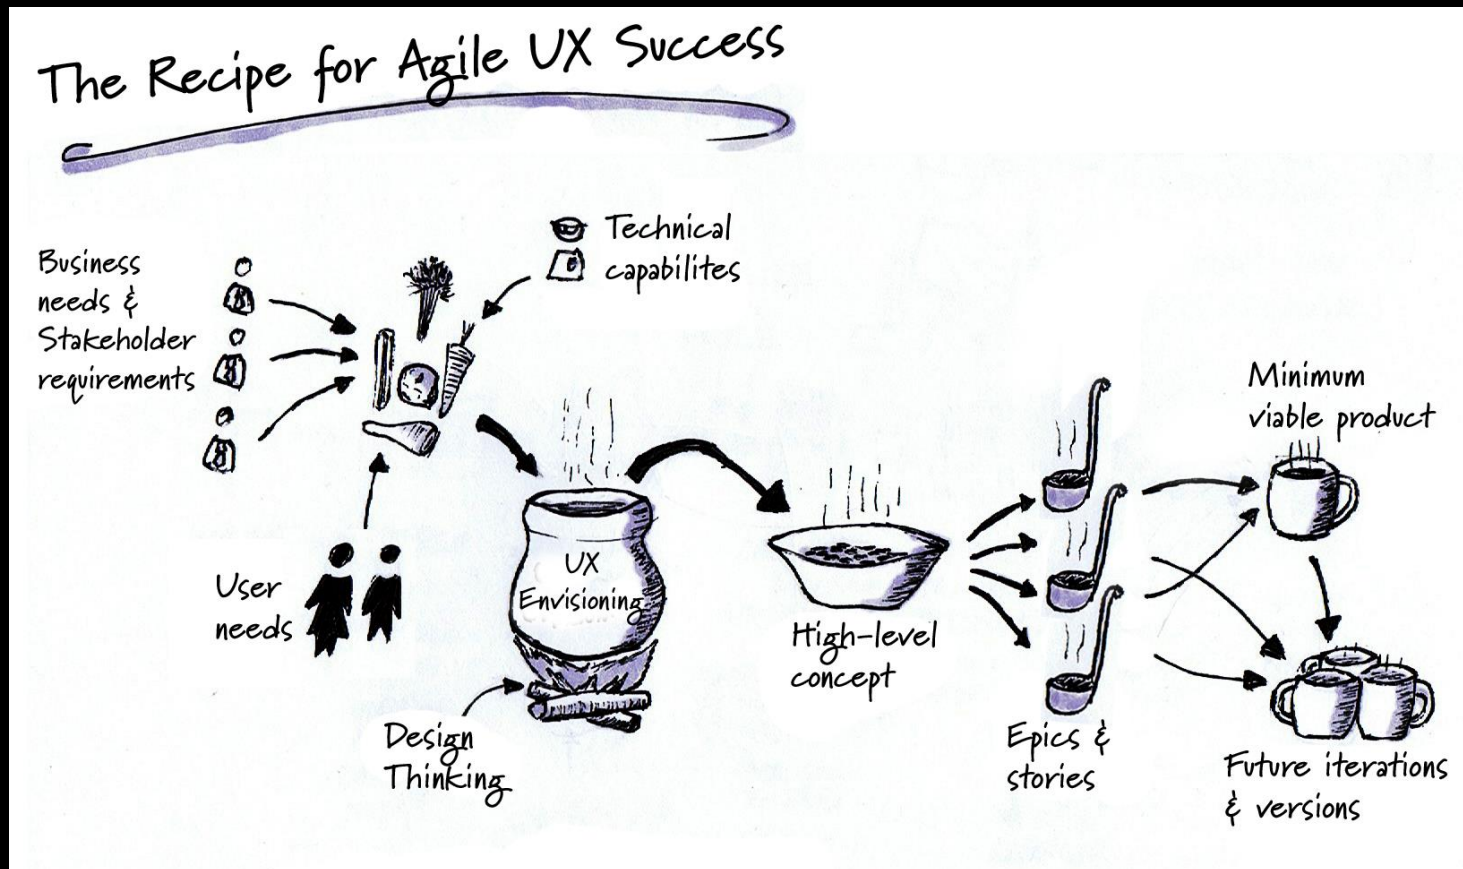 The Recipe for Agile UX Success
Business
needs &
Stakeholder
requirements
Technical
capabilites
User
needs
UX
Envisioning
Design
Thinking
High-level
concept
Epics &
stories
Minimum
viable product
Future iterations
& versions